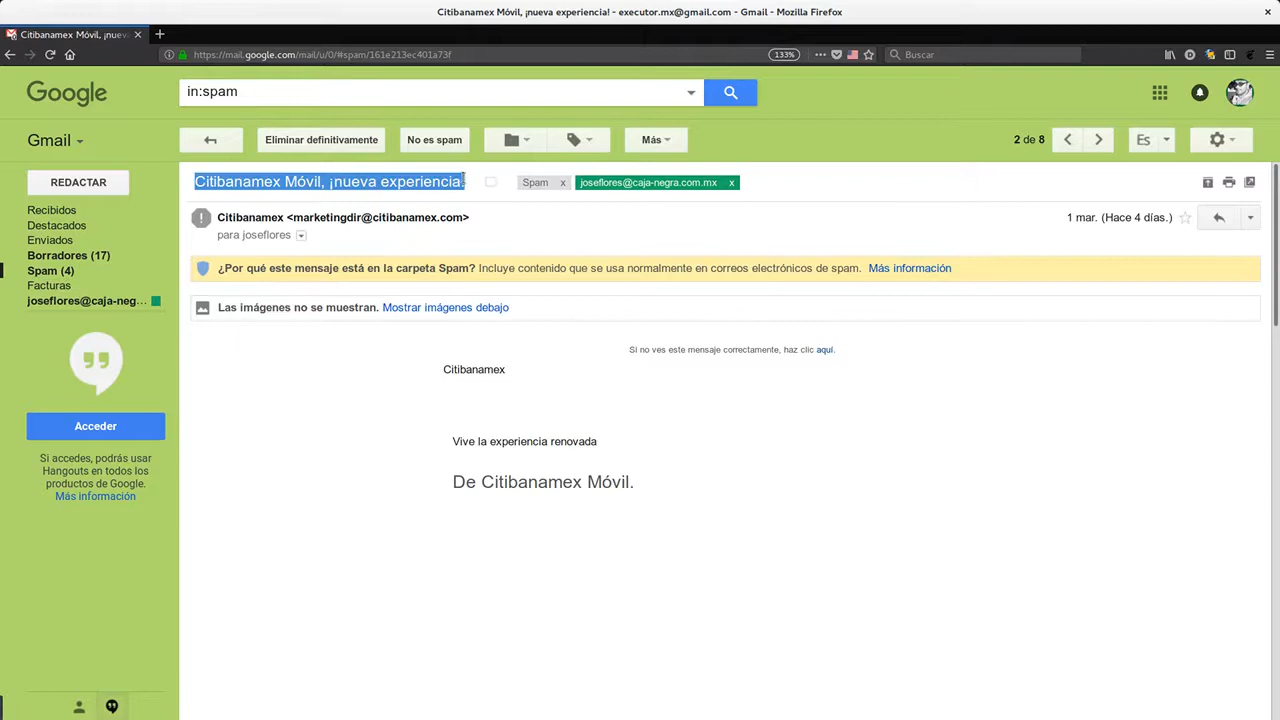 Citibanamex Móvil, ¡nueva experiencia! - executor.mx@gmail.com - Gmail - Mozilla Firefox
Citibanamex Móvil, ¡nueva
https://mail.google.com/mail/u/0/#spam/161e213ec401a73f
133%
Buscar
Google
in:spam
Gmail
Eliminar definitivamente
No es spam
Más
2 de 8
Es
REDACTAR
Citibanamex Móvil, ¡nueva experiencia!
Spam x
joseflores@caja-negra.com.mx x
Recibidos
Destacados
Enviados
Borradores (17)
Spam (4)
Facturas
joseflores@caja-neg...
Citibanamex <marketingdir@citibanamex.com>
1 mar. (Hace 4 días.)
para joseflores
¿Por qué este mensaje está en la carpeta Spam? Incluye contenido que se usa normalmente en correos electrónicos de spam. Más información
Las imágenes no se muestran. Mostrar imágenes debajo
Si no ves este mensaje correctamente, haz clic aquí.
Citibanamex
Vive la experiencia renovada
De Citibanamex Móvil.
Acceder
Si accedes, podrás usar
Hangouts en todos los
productos de Google.
Más información